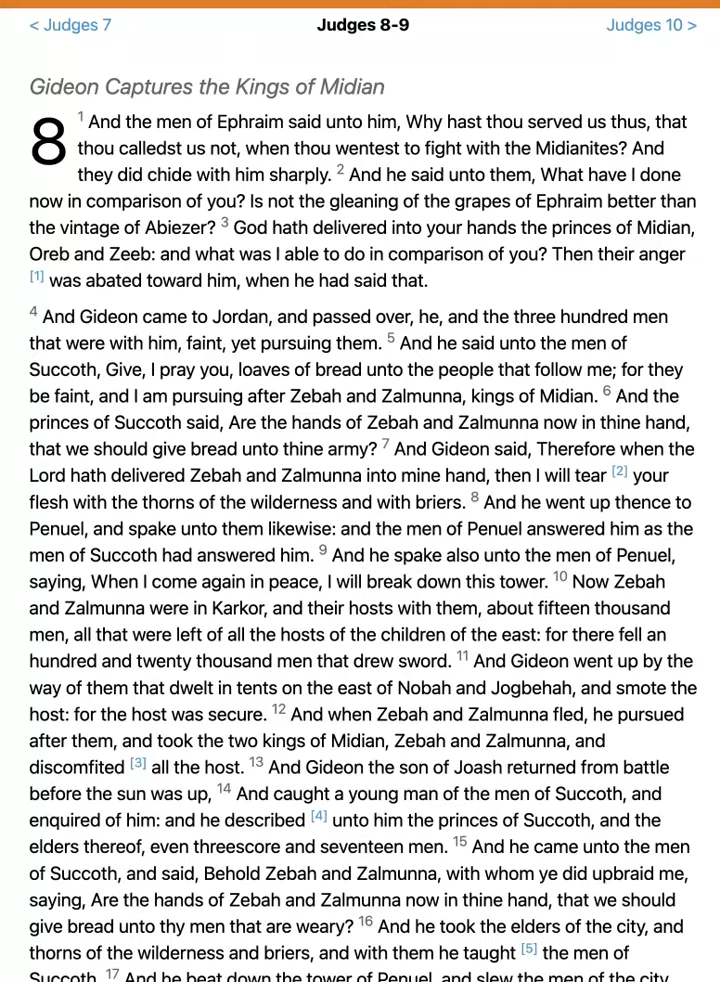 < Judges 7 Judges 8-9 Judges 10 >
Gideon Captures the Kings of Midian
8 1 And the men of Ephraim said unto him, Why hast thou served us thus, that
thou calledst us not, when thou wentest to fight with the Midianites? And
they did chide with him sharply. 2 And he said unto them, What have I done
now in comparison of you? Is not the gleaning of the grapes of Ephraim better than
the vintage of Abiezer? 3 God hath delivered into your hands the princes of Midian,
Oreb and Zeeb: and what was I able to do in comparison of you? Then their anger
[1] was abated toward him, when he had said that.
4 And Gideon came to Jordan, and passed over, he, and the three hundred men
that were with him, faint, yet pursuing them. 5 And he said unto the men of
Succoth, Give, I pray you, loaves of bread unto the people that follow me; for they
be faint, and I am pursuing after Zebah and Zalmunna, kings of Midian. 6 And the
princes of Succoth said, Are the hands of Zebah and Zalmunna now in thine hand,
that we should give bread unto thine army? 7 And Gideon said, Therefore when the
Lord hath delivered Zebah and Zalmunna into mine hand, then I will tear [2] your
flesh with the thorns of the wilderness and with briers. 8 And he went up thence to
Penuel, and spake unto them likewise: and the men of Penuel answered him as the
men of Succoth had answered him. 9 And he spake also unto the men of Penuel,
saying, When I come again in peace, I will break down this tower. 10 Now Zebah
and Zalmunna were in Karkor, and their hosts with them, about fifteen thousand
men, all that were left of all the hosts of the children of the east: for there fell an
hundred and twenty thousand men that drew sword. 11 And Gideon went up by the
way of them that dwelt in tents on the east of Nobah and Jogbehah, and smote the
host: for the host was secure. 12 And when Zebah and Zalmunna fled, he pursued
after them, and took the two kings of Midian, Zebah and Zalmunna, and
discomfited [3] all the host. 13 And Gideon the son of Joash returned from battle
before the sun was up, 14 And caught a young man of the men of Succoth, and
enquired of him: and he described [4] unto him the princes of Succoth, and the
elders thereof, even threescore and seventeen men. 15 And he came unto the men
of Succoth, and said, Behold Zebah and Zalmunna, with whom ye did upbraid me,
saying, Are the hands of Zebah and Zalmunna now in thine hand, that we should
give bread unto thy men that are weary? 16 And he took the elders of the city, and
thorns of the wilderness and briers, and with them he taught [5] the men of
Succoth. 17 And he beat down the tower of Penuel, and slew the men of the city.